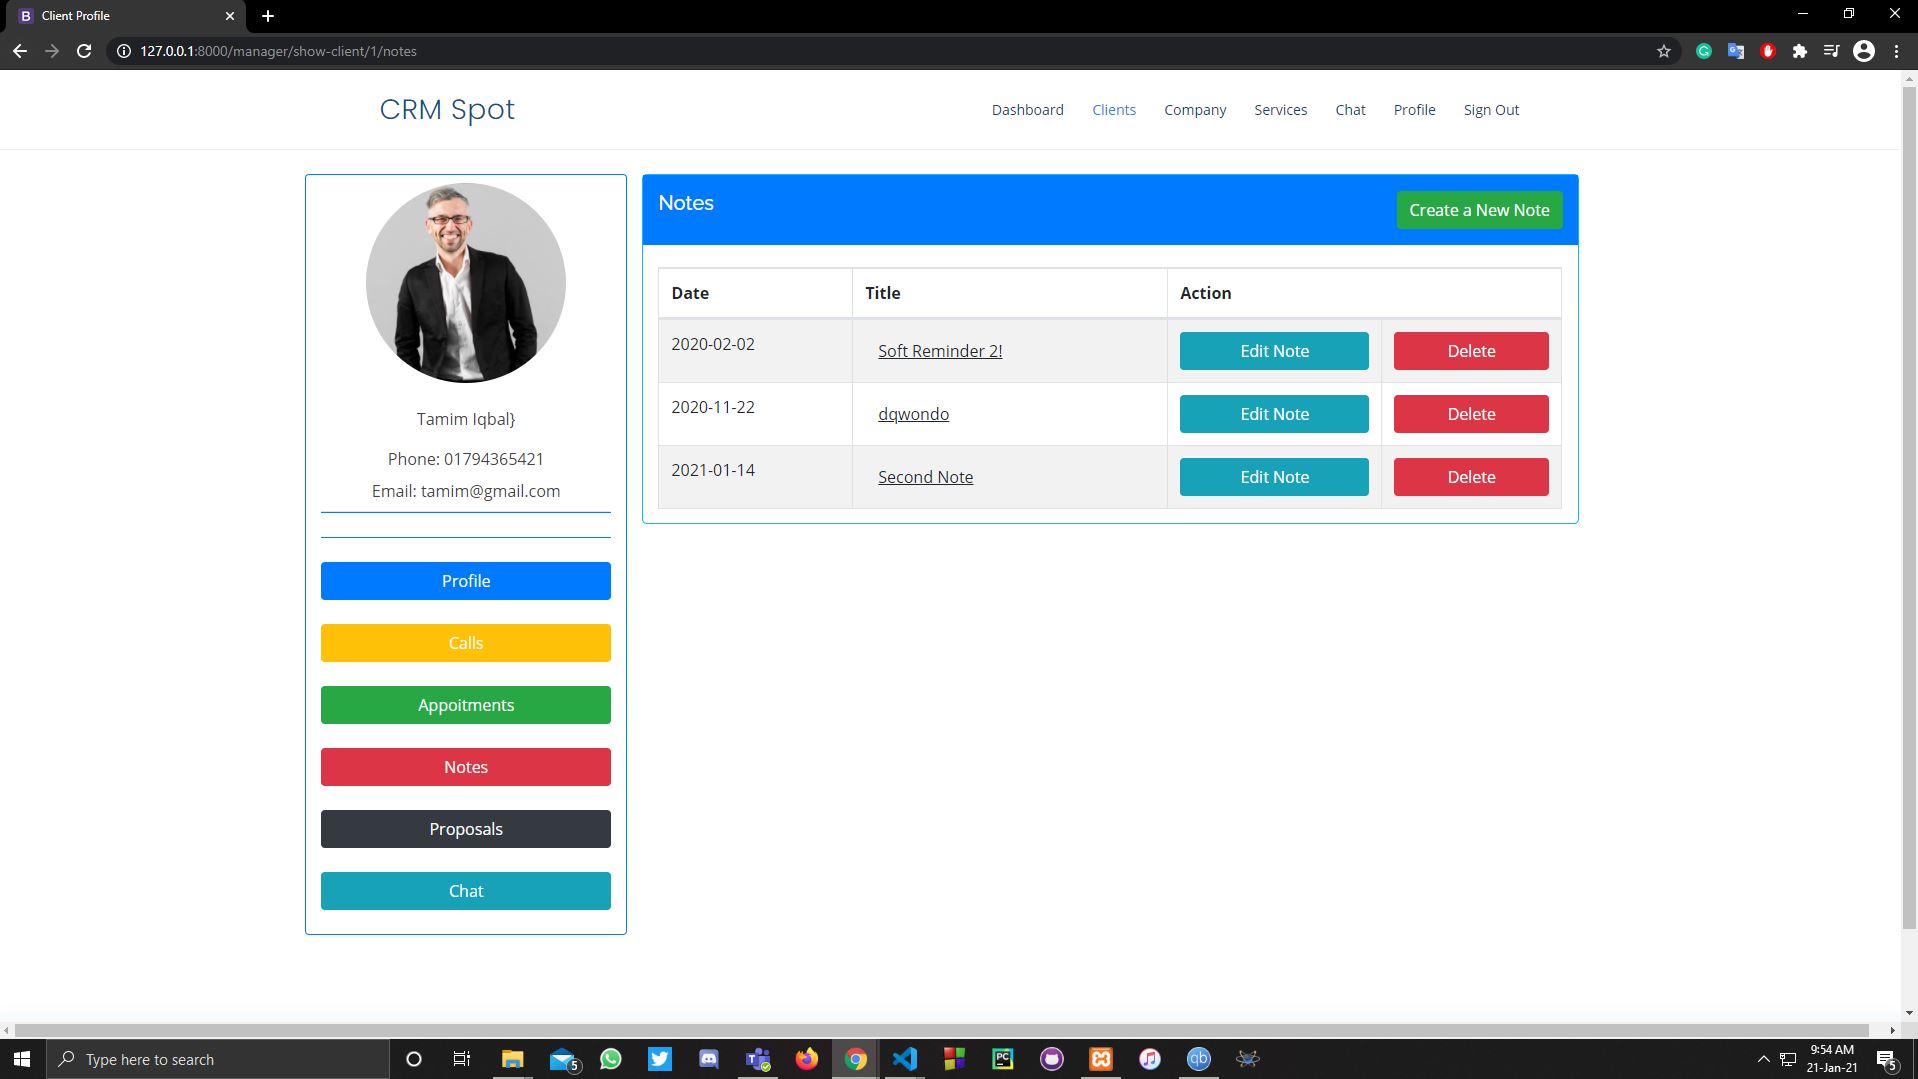 Client Profile
127.0.0.1:8000/manager/show-client/1/notes
CRM Spot
Dashboard Clients Company Services Chat Profile Sign Out
Tamim Iqbal}
Phone: 01794365421
Email: tamim@gmail.com
Profile
Calls
Appoitments
Notes
Proposals
Chat
Notes
Create a New Note
Date Title Action
2020-02-02 Soft Reminder 2! Edit Note Delete
2020-11-22 dqwondo Edit Note Delete
2021-01-14 Second Note Edit Note Delete
Type here to search
5
PC
qb
9:54 AM
21-Jan-21
5